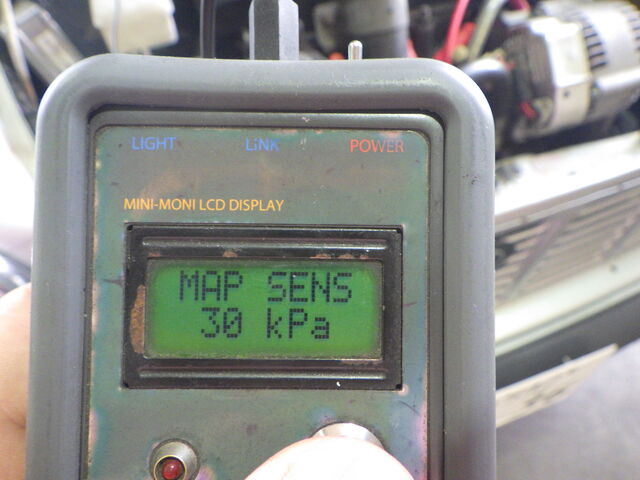 LIGHT LiNK POWER
MINI-MONI LCD DISPLAY
MAP SENS
30 kPa